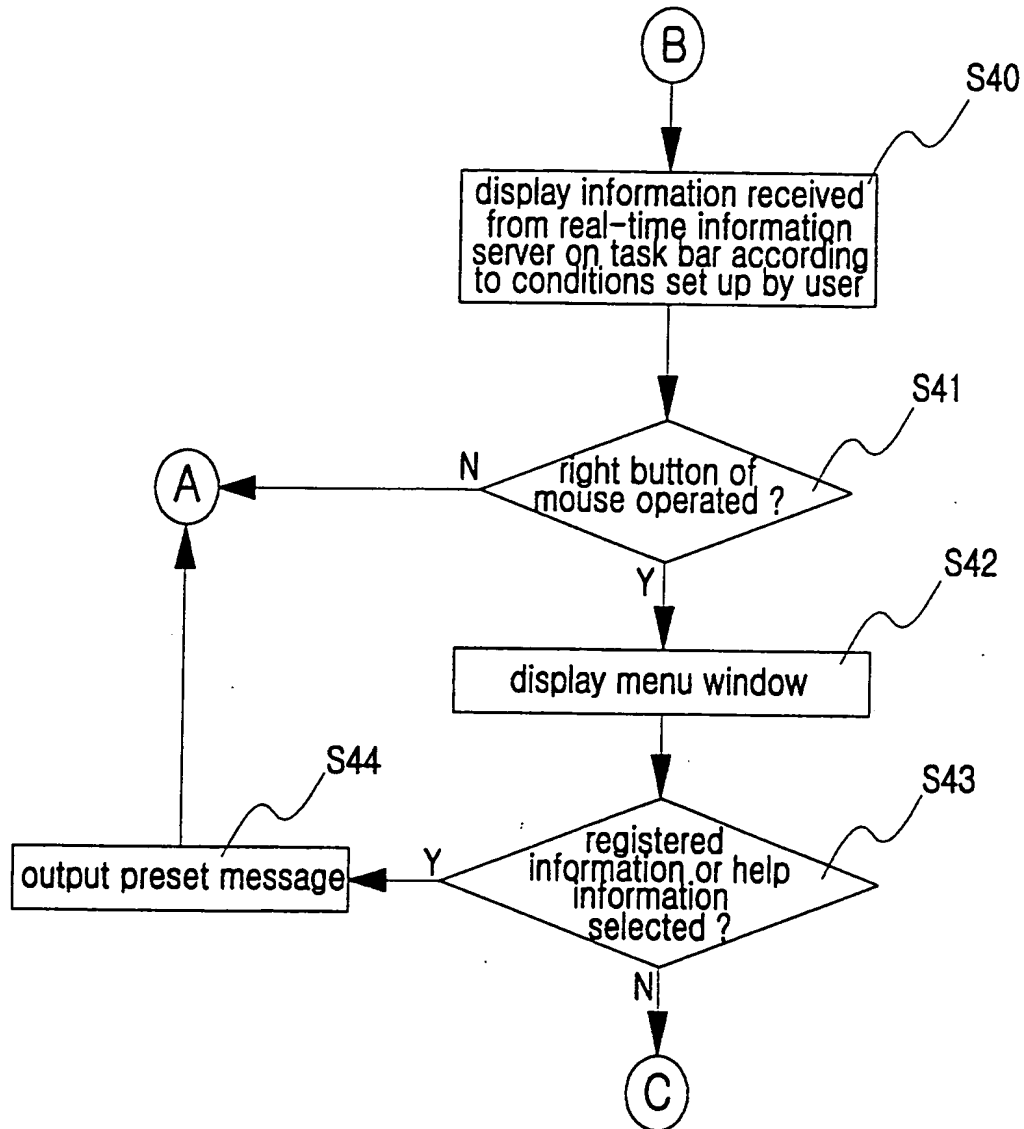 B
S40
display information received
from real-time information
server on task bar according
to conditions set up by user
S41
A
N
right button of
mouse operated ?
Y
S42
display menu window
S44
S43
output preset message
Y
registered
information or help
information
selected ?
N
C